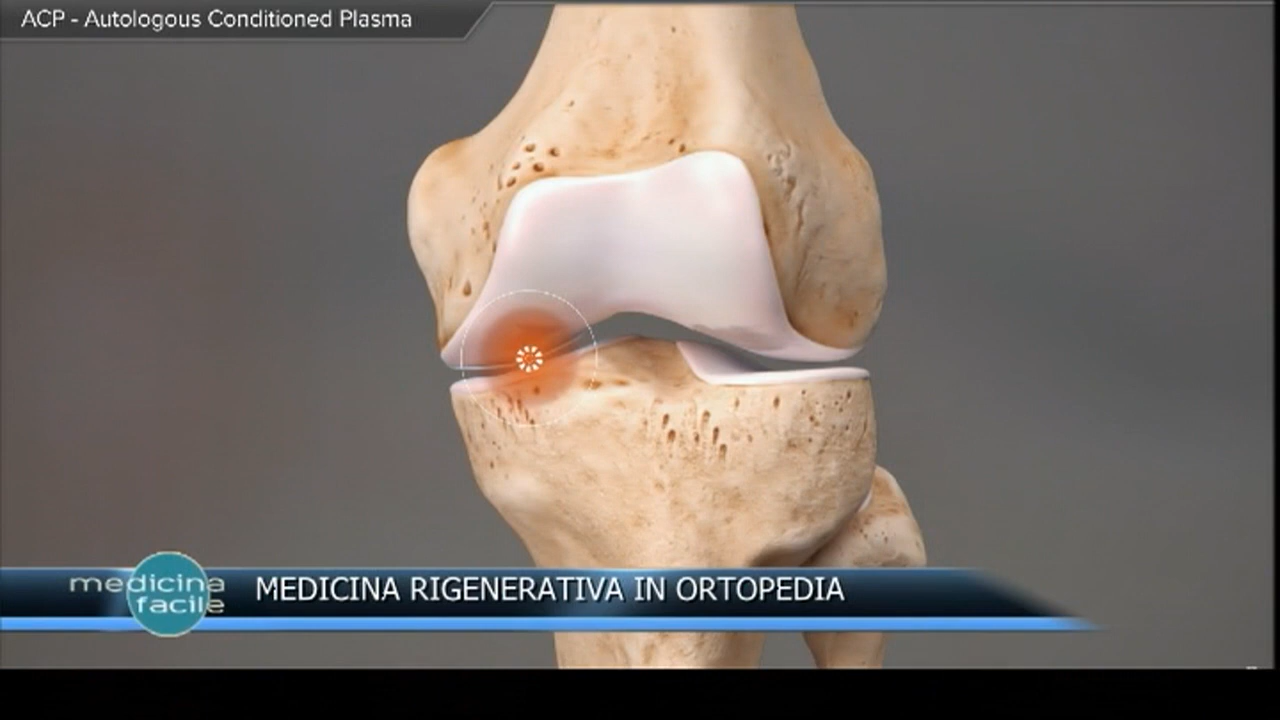 ACP - Autologous Conditioned Plasma
medicina
facile
MEDICINA RIGENERATIVA IN ORTOPEDIA